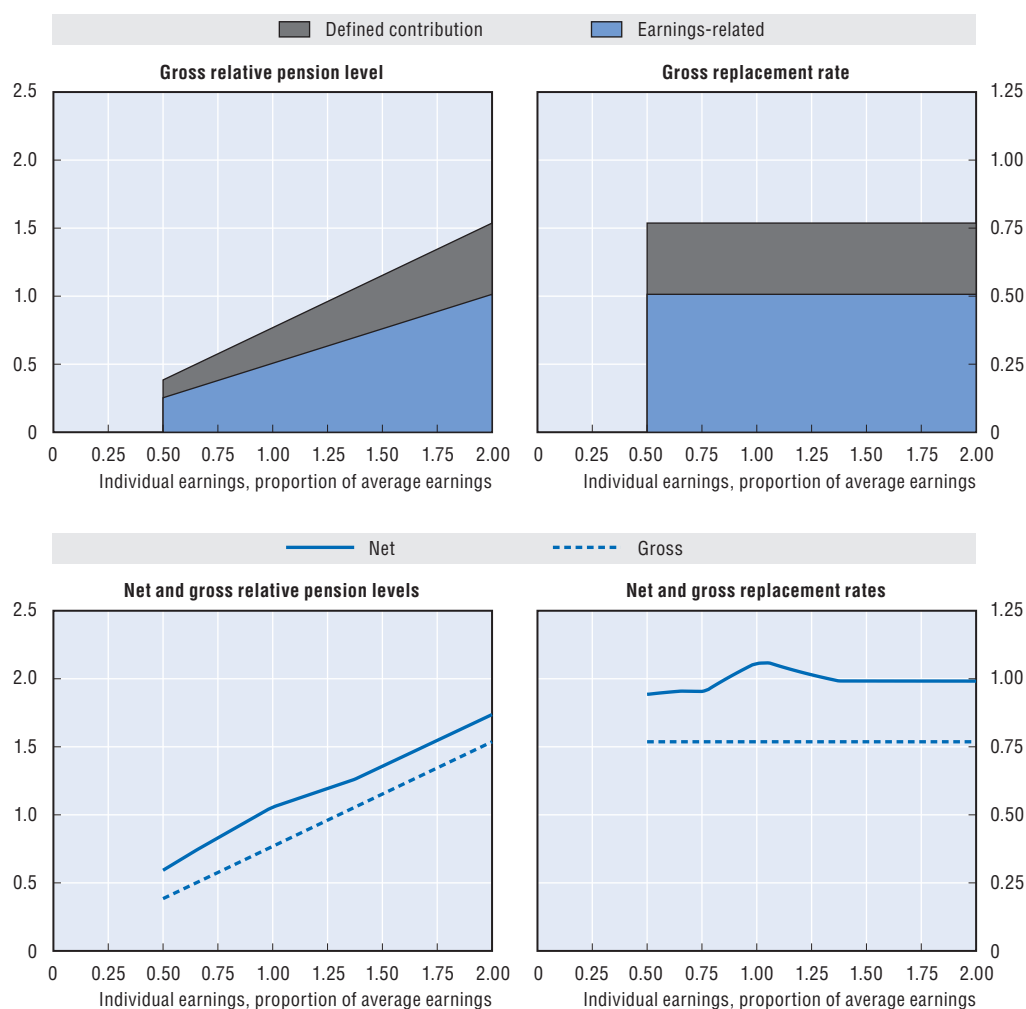 Defined contribution Earnings-related
Gross relative pension level Gross replacement rate
2.5 1.25
2.0 1.00
1.5 0.75
1.0 0.50
0.5 0.25
0 0
0 0.25 0.50 0.75 1.00 1.25 1.50 1.75 2.00 0 0.25 0.50 0.75 1.00 1.25 1.50 1.75 2.00
Individual earnings, proportion of average earnings Individual earnings, proportion of average earnings
Net Gross
Net and gross relative pension levels Net and gross replacement rates
2.5 1.25
2.0 1.00
1.5 0.75
1.0 0.50
0.5 0.25
0 0
0 0.25 0.50 0.75 1.00 1.25 1.50 1.75 2.00 0 0.25 0.50 0.75 1.00 1.25 1.50 1.75 2.00
Individual earnings, proportion of average earnings Individual earnings, proportion of average earnings